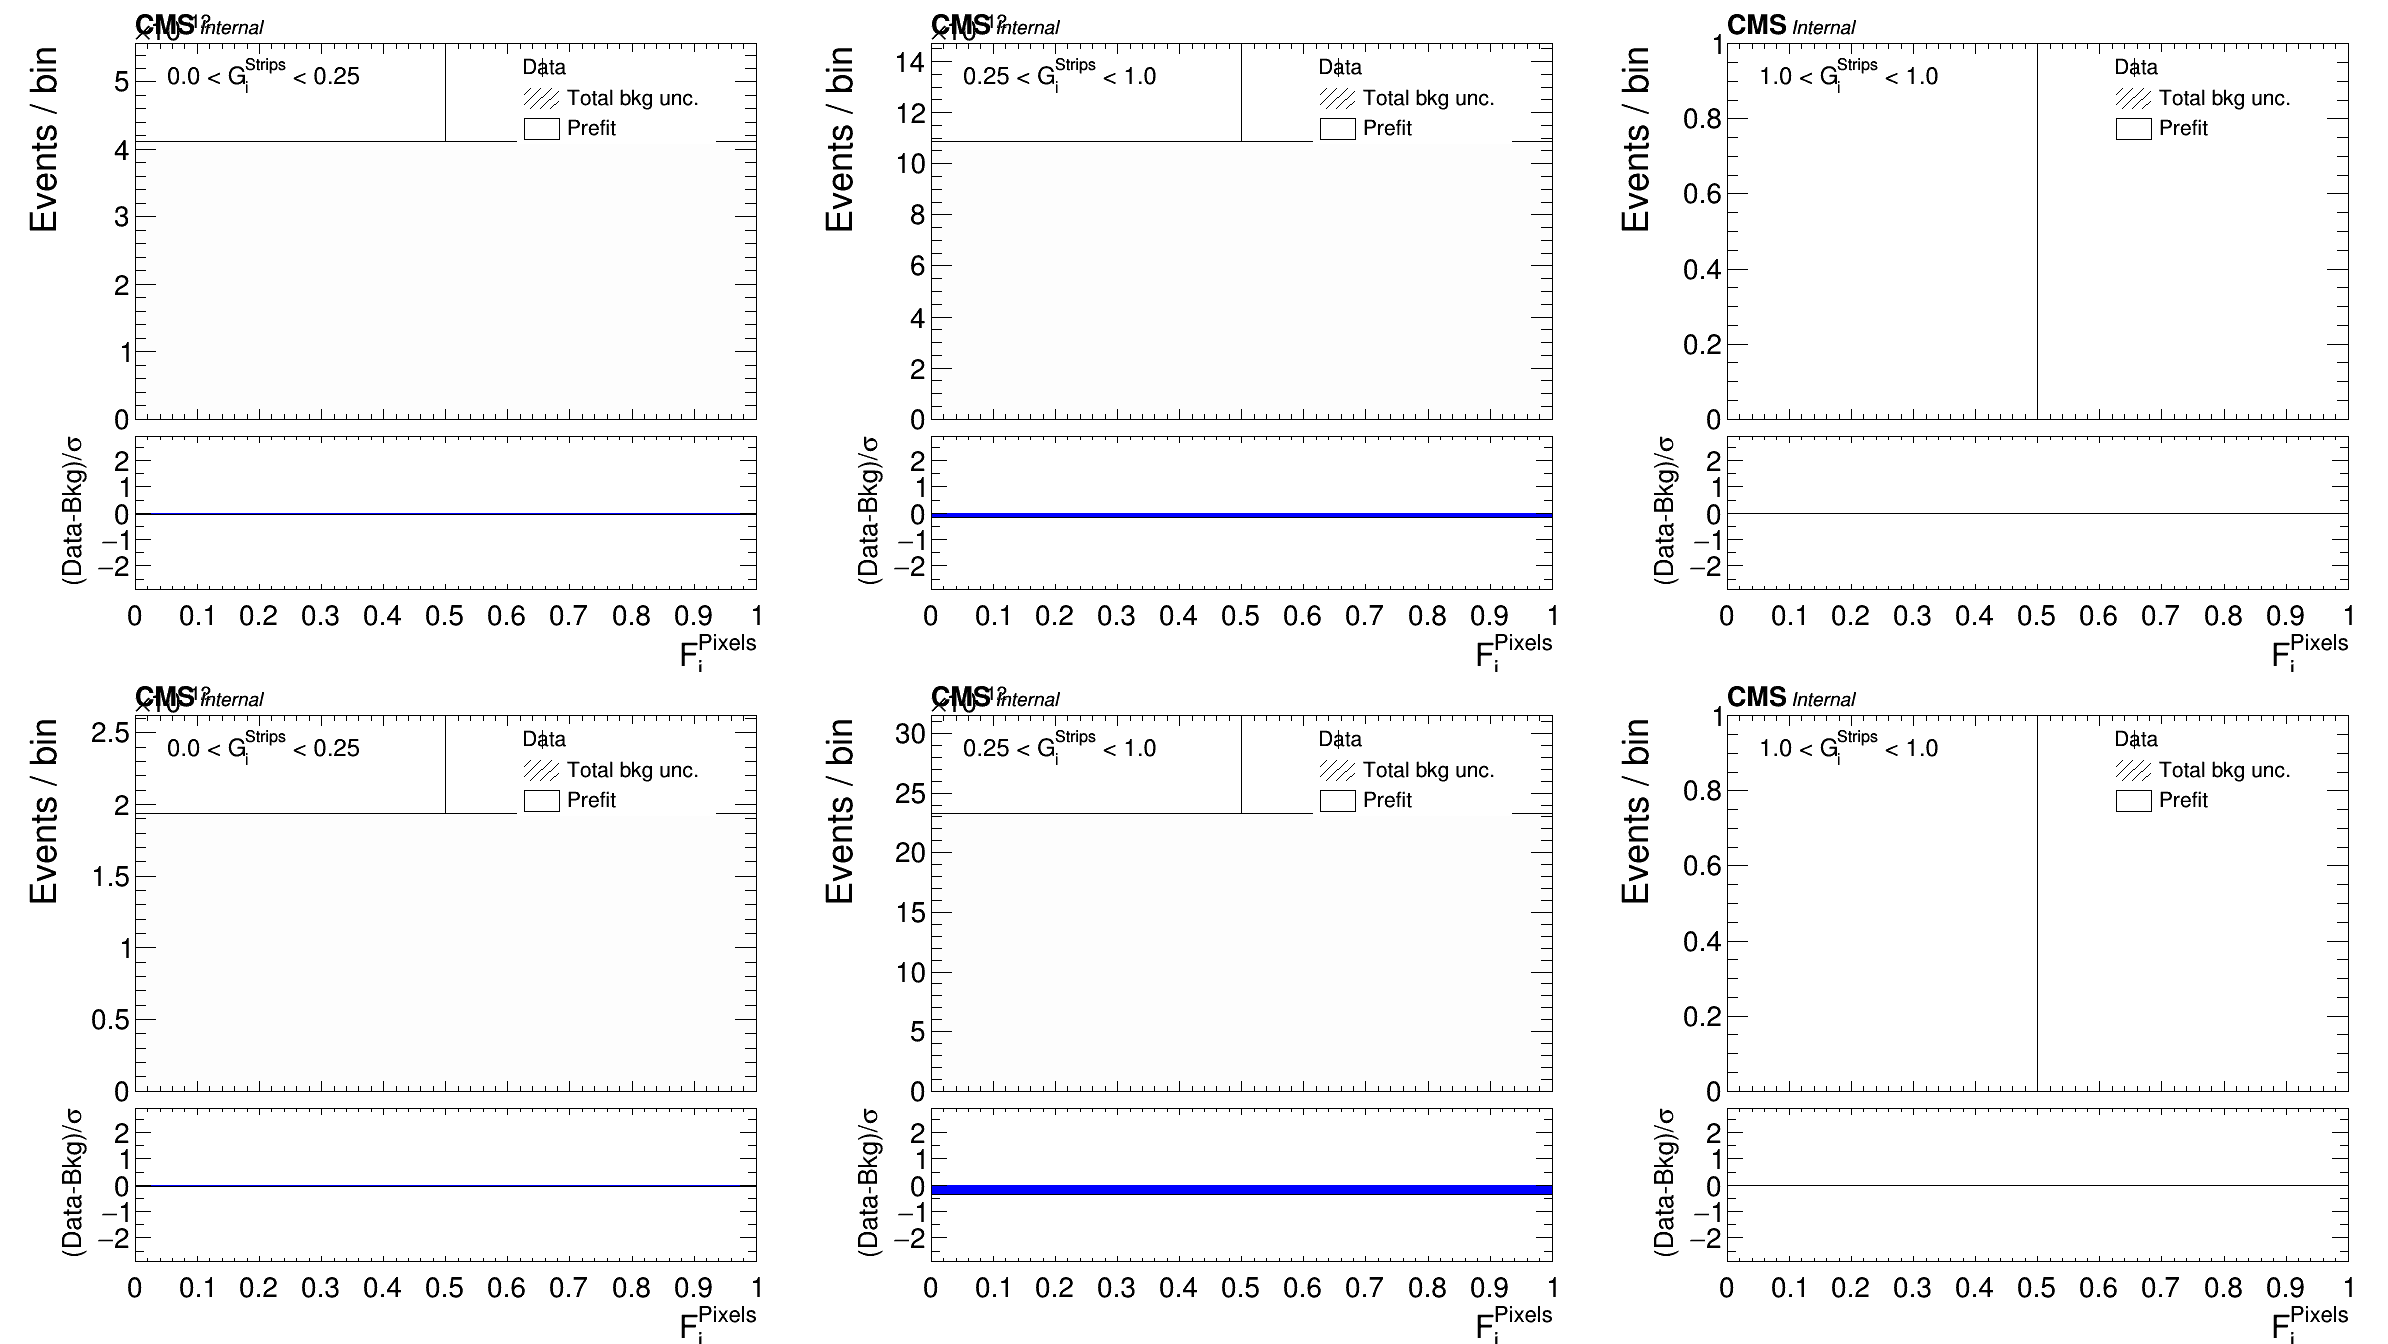 CMS Internal
Events / bin
0.0 < G_i^Strips < 0.25
Data
Total bkg unc.
Prefit
5
4
3
2
1
0
(Data-Bkg)/σ
2
1
0
−1
−2
0 0.1 0.2 0.3 0.4 0.5 0.6 0.7 0.8 0.9 1
F_i^Pixels
CMS Internal
Events / bin
0.25 < G_i^Strips < 1.0
Data
Total bkg unc.
Prefit
14
12
10
8
6
4
2
0
(Data-Bkg)/σ
2
1
0
−1
−2
0 0.1 0.2 0.3 0.4 0.5 0.6 0.7 0.8 0.9 1
F_i^Pixels
CMS Internal
Events / bin
1.0 < G_i^Strips < 1.0
Data
Total bkg unc.
Prefit
1
0.8
0.6
0.4
0.2
0
(Data-Bkg)/σ
2
1
0
−1
−2
0 0.1 0.2 0.3 0.4 0.5 0.6 0.7 0.8 0.9 1
F_i^Pixels
CMS Internal
Events / bin
0.0 < G_i^Strips < 0.25
Data
Total bkg unc.
Prefit
2.5
2
1.5
1
0.5
0
(Data-Bkg)/σ
2
1
0
−1
−2
0 0.1 0.2 0.3 0.4 0.5 0.6 0.7 0.8 0.9 1
F_i^Pixels
CMS Internal
Events / bin
0.25 < G_i^Strips < 1.0
Data
Total bkg unc.
Prefit
30
25
20
15
10
5
0
(Data-Bkg)/σ
2
1
0
−1
−2
0 0.1 0.2 0.3 0.4 0.5 0.6 0.7 0.8 0.9 1
F_i^Pixels
CMS Internal
Events / bin
1.0 < G_i^Strips < 1.0
Data
Total bkg unc.
Prefit
1
0.8
0.6
0.4
0.2
0
(Data-Bkg)/σ
2
1
0
−1
−2
0 0.1 0.2 0.3 0.4 0.5 0.6 0.7 0.8 0.9 1
F_i^Pixels